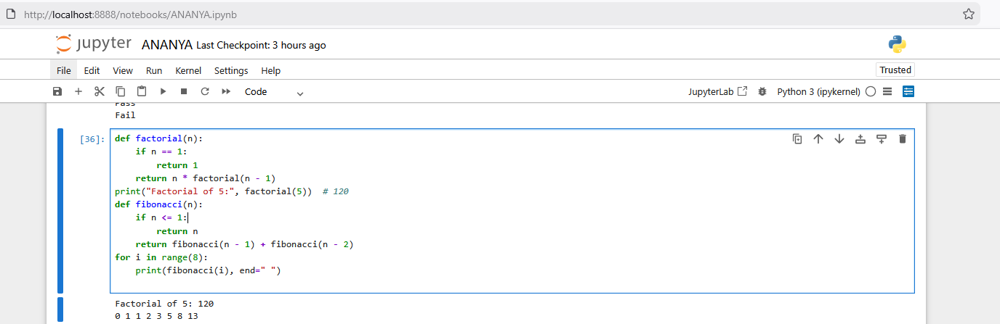 http://localhost:8888/notebooks/ANANYA.ipynb
jupyter ANANYA Last Checkpoint: 3 hours ago
File Edit View Run Kernel Settings Help Trusted
Code JupyterLab Python 3 (ipykernel)
Pass
Fail
[36]: def factorial(n):
    if n == 1:
        return 1
    return n * factorial(n - 1)
print("Factorial of 5:", factorial(5))  # 120
def fibonacci(n):
    if n <= 1:
        return n
    return fibonacci(n - 1) + fibonacci(n - 2)
for i in range(8):
    print(fibonacci(i), end=" ")
Factorial of 5: 120
0 1 1 2 3 5 8 13